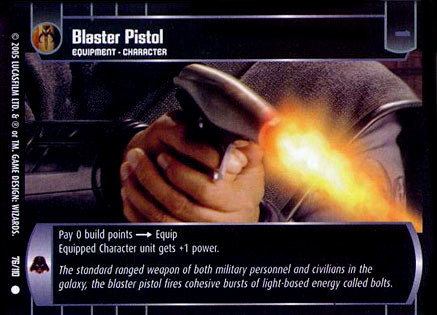 Blaster Pistol
EQUIPMENT - CHARACTER
Pay 0 build points → Equip
Equipped Character unit gets +1 power.
The standard ranged weapon of both military personnel and civilians in the
galaxy, the blaster pistol fires cohesive bursts of light-based energy called bolts.
© 2005 LUCASFILM LTD. & ® or TM. GAME DESIGN: WIZARDS.
76/110